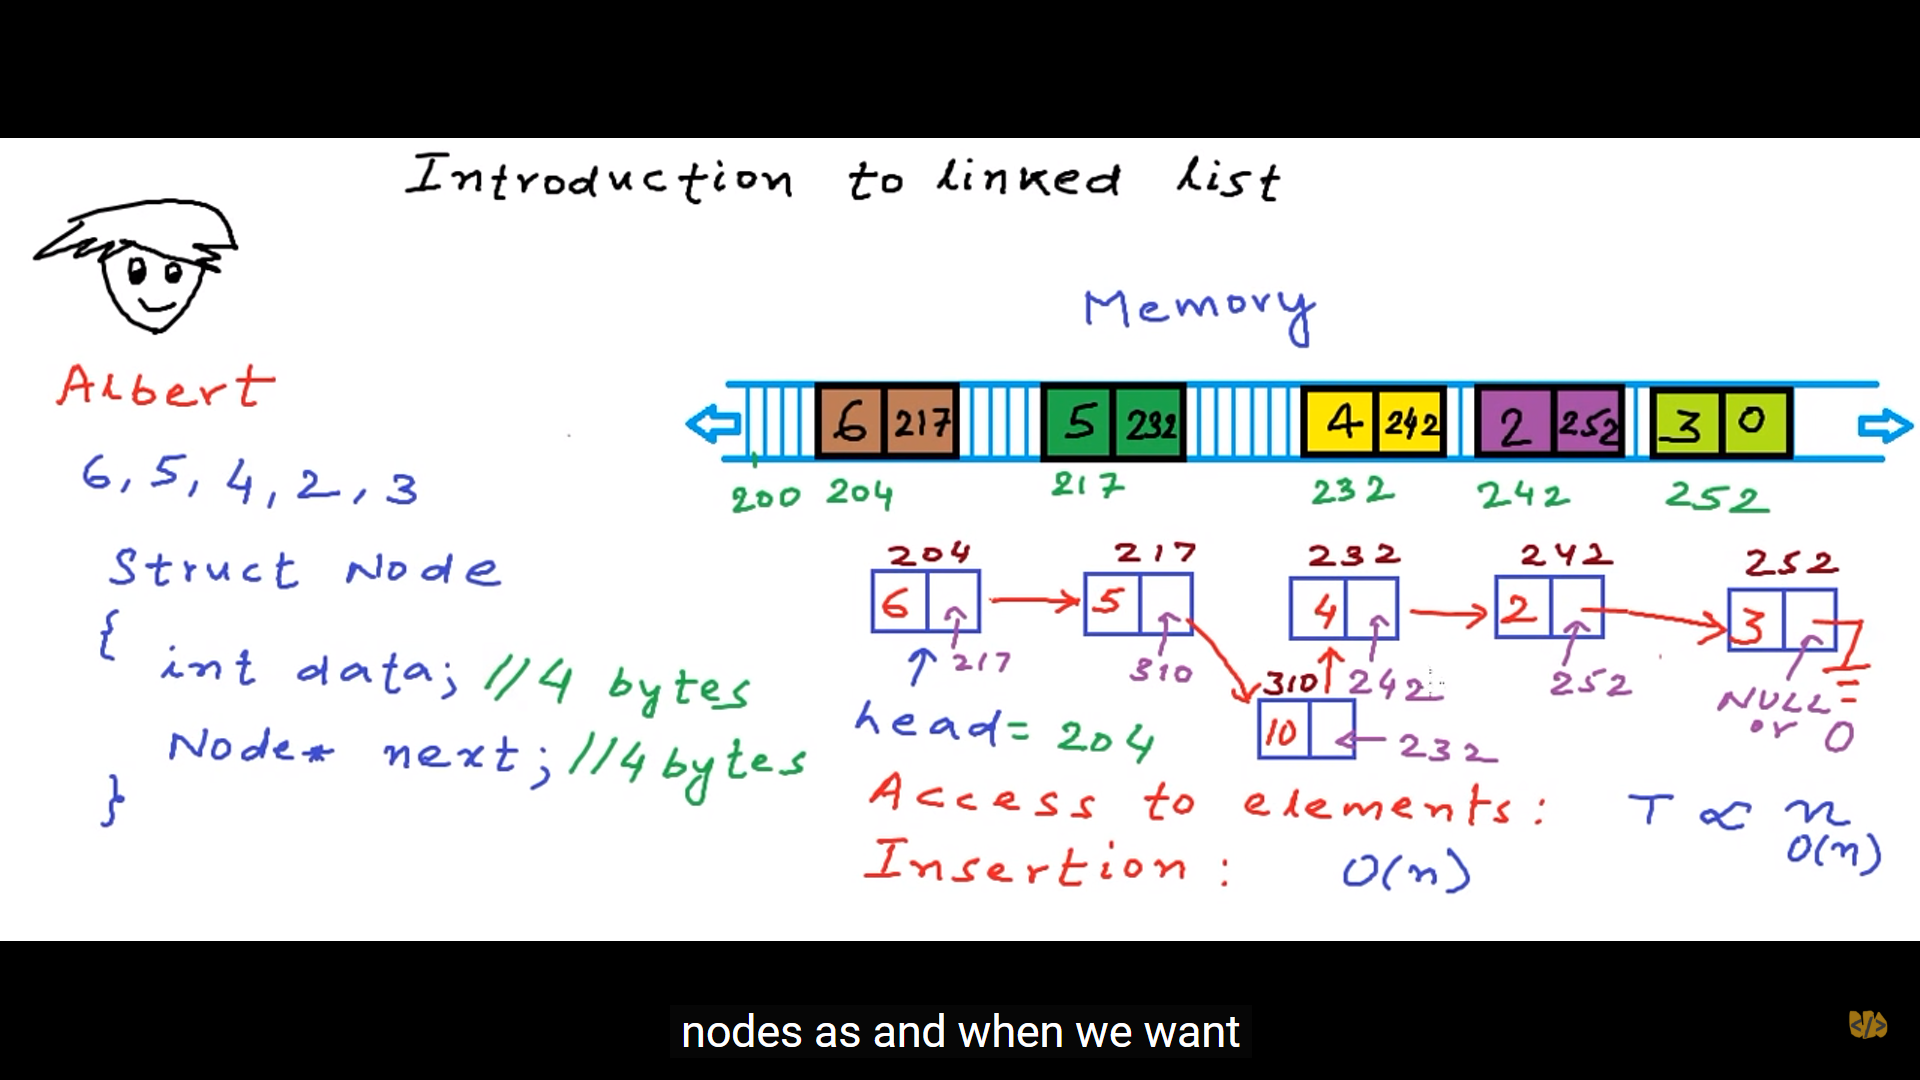 Introduction to linked list
Albert
6, 5, 4, 2, 3
Struct Node
{
int data; //4 bytes
Node* next; //4 bytes
}
Memory
6 217 5 232 4 242 2 252 3 0
200 204 217 232 242 252
204 217 232 242 252
6 5 4 2 3
217 310 310 242 252 NULL or 0
head = 204
10 232
Access to elements: T ∝ n
O(n)
Insertion: O(n)
nodes as and when we want